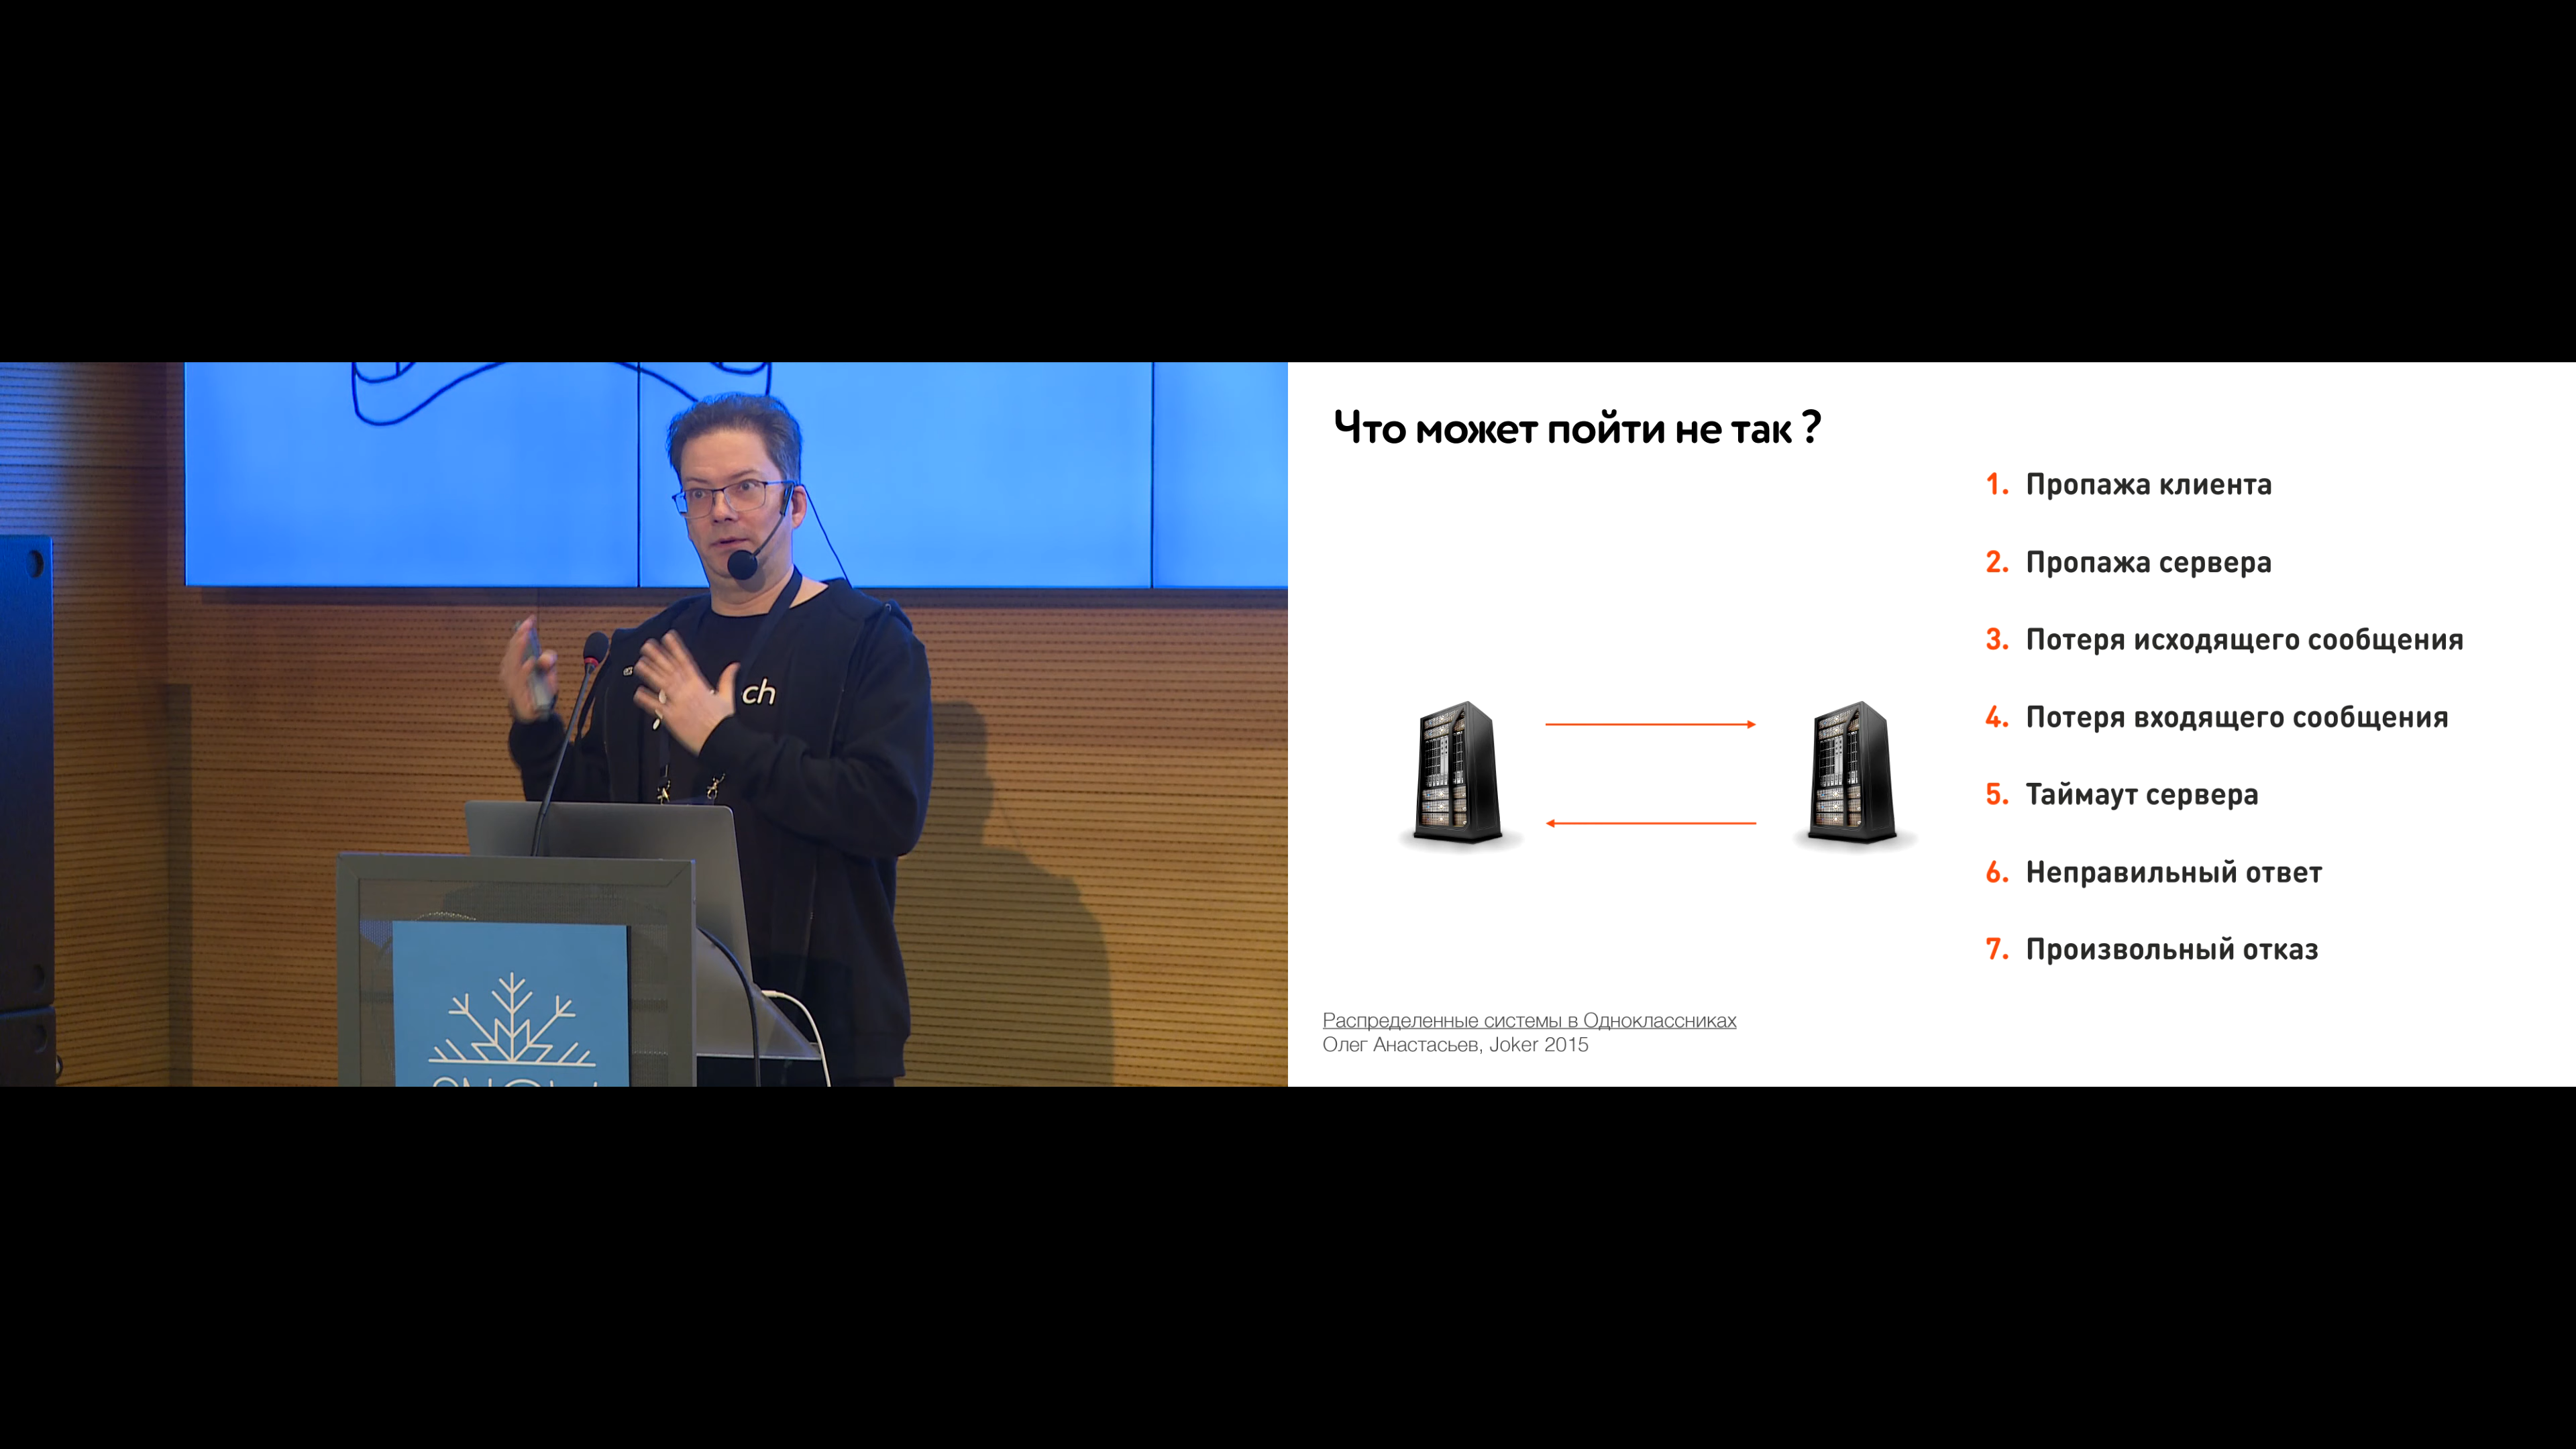 ch
Что может пойти не так ?
1. Пропажа клиента
2. Пропажа сервера
3. Потеря исходящего сообщения
4. Потеря входящего сообщения
5. Таймаут сервера
6. Неправильный ответ
7. Произвольный отказ
Распределенные системы в Одноклассниках
Олег Анастасьев, Joker 2015